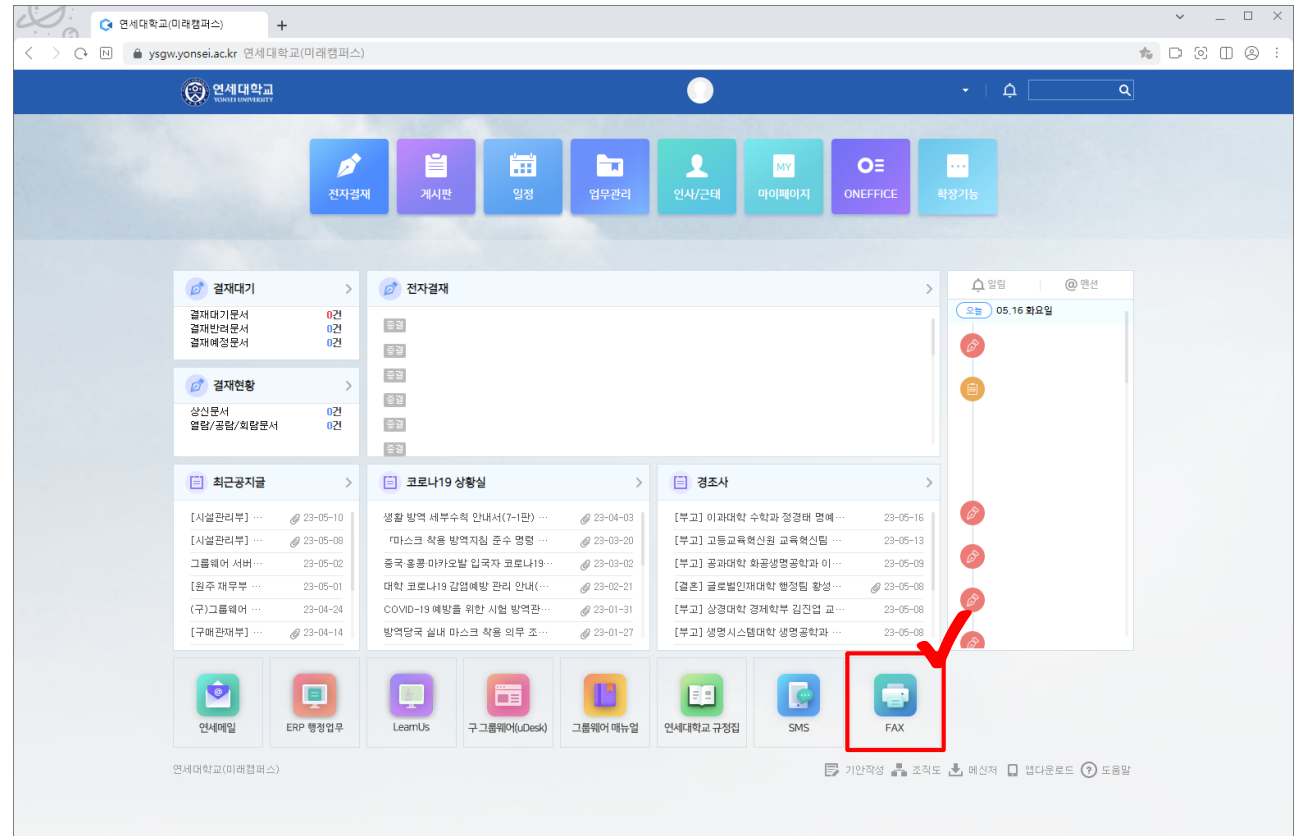 연세대학교(미래캠퍼스)
ysgw.yonsei.ac.kr 연세대학교(미래캠퍼스)
연세대학교
YONSEI UNIVERSITY
전자결재
게시판
일정
업무관리
인사/근태
MY
마이페이지
ONEFFICE
확장기능
결재대기
결재대기문서 0건
결재반려문서 0건
결재예정문서 0건
결재현황
상신문서 0건
열람/공람/회람문서 0건
전자결재
종결
종결
종결
종결
종결
종결
알림
@ 멘션
오늘 05.16 화요일
최근공지글
[시설관리부] ··· 23-05-10
[시설관리부] ··· 23-05-08
그룹웨어 서버··· 23-05-02
[원주 재무부 ··· 23-05-01
(구)그룹웨어 ··· 23-04-24
[구매관재부] ··· 23-04-14
코로나19 상황실
생활 방역 세부수칙 안내서(7-1판) ··· 23-04-03
「마스크 착용 방역지침 준수 명령 ··· 23-03-20
중국·홍콩·마카오발 입국자 코로나19··· 23-03-02
대학 코로나19 감염예방 관리 안내(··· 23-02-21
COVID-19 예방을 위한 시험 방역관··· 23-01-31
방역당국 실내 마스크 착용 의무 조··· 23-01-27
경조사
[부고] 이과대학 수학과 정경태 명예··· 23-05-16
[부고] 고등교육혁신원 교육혁신팀 ··· 23-05-13
[부고] 공과대학 화공생명공학과 이··· 23-05-09
[결혼] 글로벌인재대학 행정팀 황성··· 23-05-08
[부고] 상경대학 경제학부 김진업 교··· 23-05-08
[부고] 생명시스템대학 생명공학과 ··· 23-05-08
연세메일
ERP 행정업무
LearnUs
구그룹웨어(uDesk)
그룹웨어 매뉴얼
연세대학교 규정집
SMS
FAX
연세대학교(미래캠퍼스)
기안작성 조직도 메신저 앱다운로드 도움말